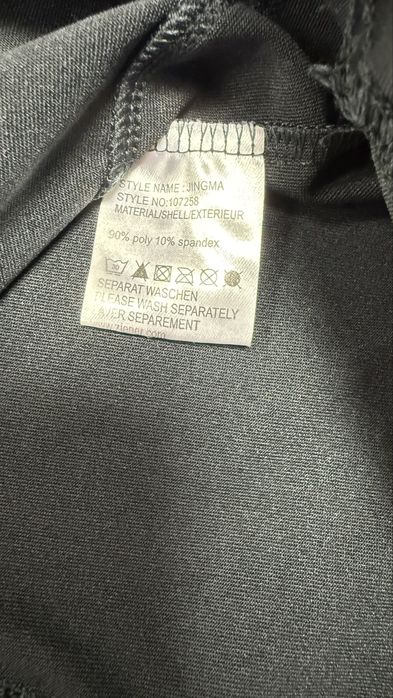 STYLE NAME : JINGMA
STYLE NO:107258
MATERIAL/SHELL/EXTERIEUR
90% poly 10% spandex
30
SEPARAT WASCHEN
PLEASE WASH SEPARATELY
SEPAREMENT